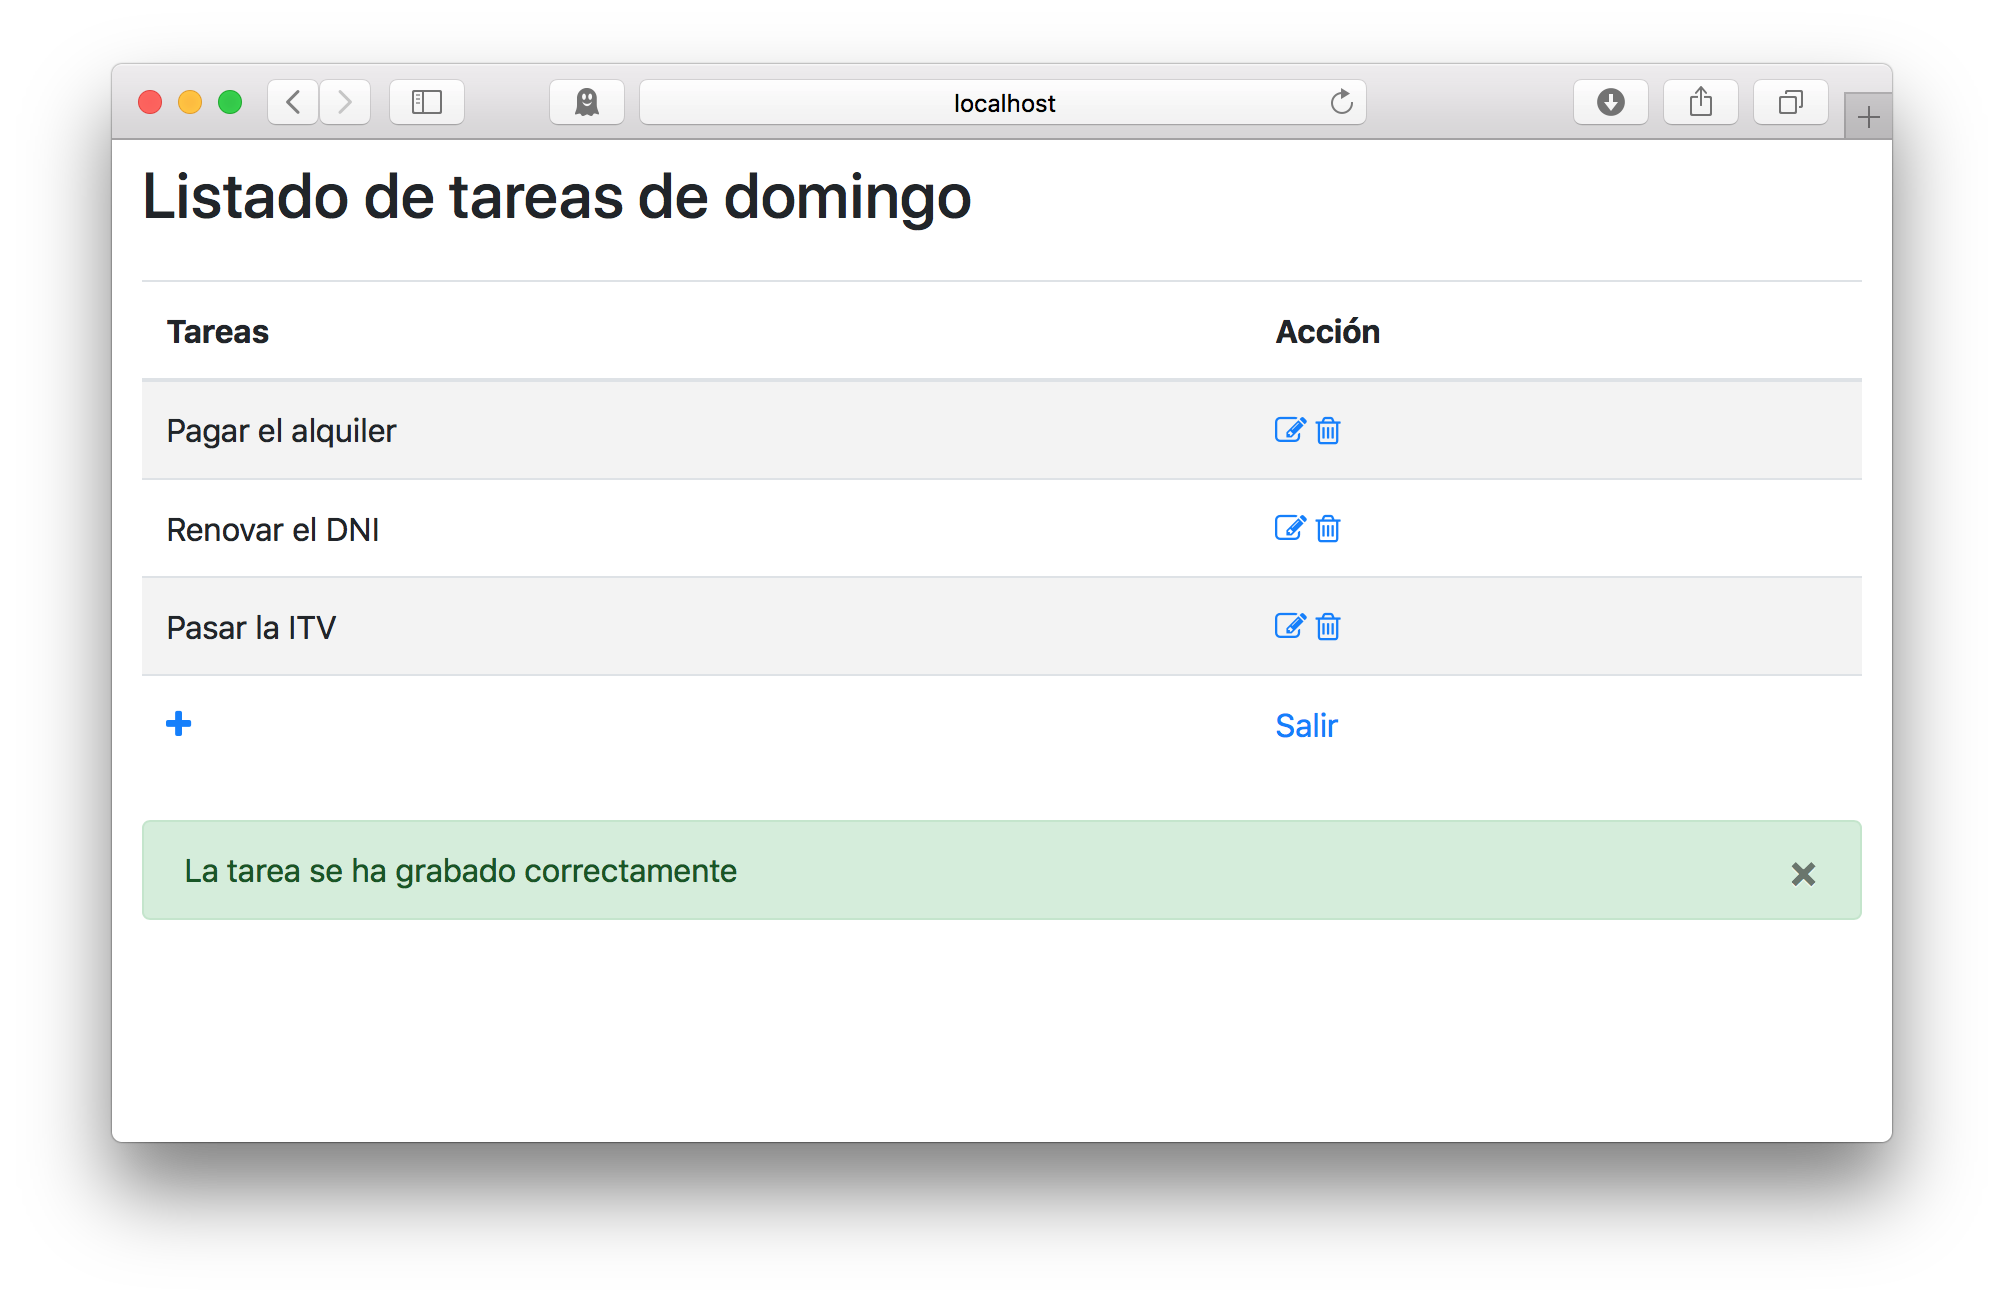 localhost
Listado de tareas de domingo
Tareas Acción
Pagar el alquiler
Renovar el DNI
Pasar la ITV
Salir
La tarea se ha grabado correctamente